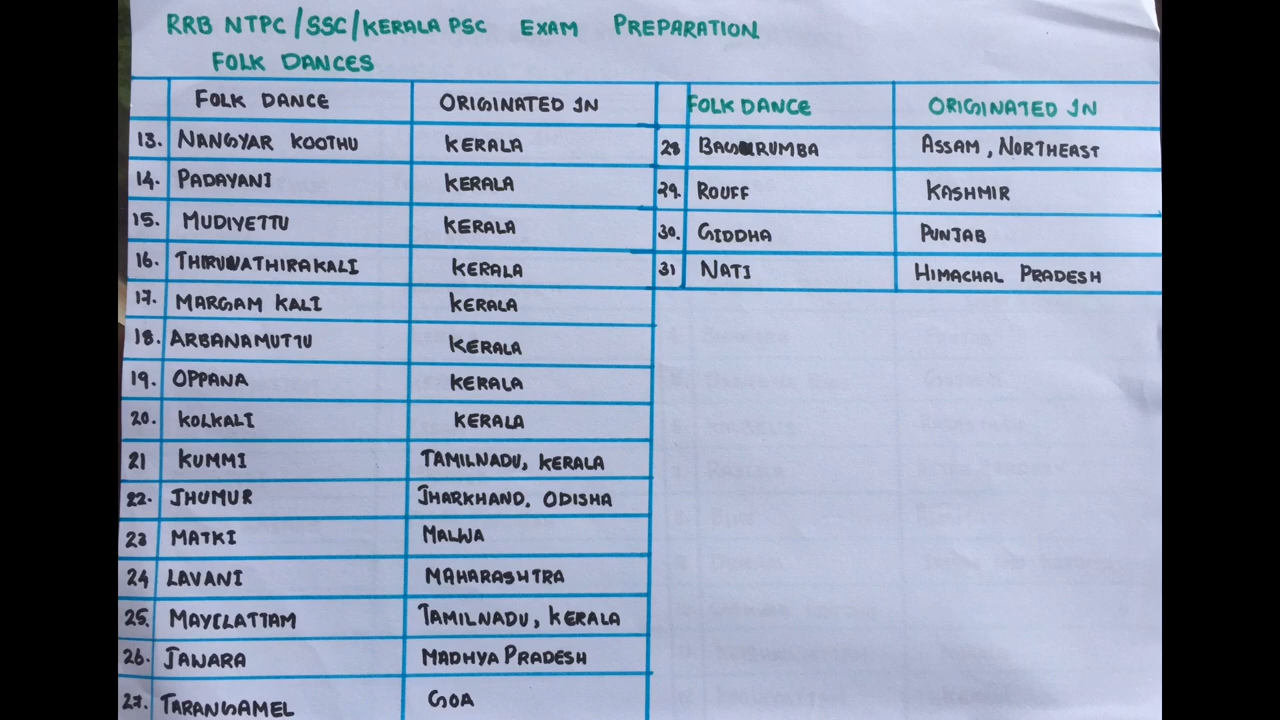 RRB NTPC/SSC/KERALA PSC EXAM PREPARATION
FOLK DANCES
FOLK DANCE ORIGINATED IN
13. NANGYAR KOOTHU KERALA
14. PADAYANI KERALA
15. MUDIYETTU KERALA
16. THIRUVATHIRAKALI KERALA
17. MARGAM KALI KERALA
18. ARBANAMUTTU KERALA
19. OPPANA KERALA
20. KOLKALI KERALA
21 KUMMI TAMILNADU, KERALA
22. JHUMUR JHARKHAND, ODISHA
23 MATKI MALWA
24 LAVANI MAHARASHTRA
25. MAYILATTAM TAMILNADU, KERALA
26. JAWARA MADHYA PRADESH
27. TARANGAMEL GOA
FOLK DANCE ORIGINATED IN
28 BAGURUMBA ASSAM, NORTHEAST
29. ROUFF KASHMIR
30. GIDDHA PUNJAB
31 NATI HIMACHAL PRADESH